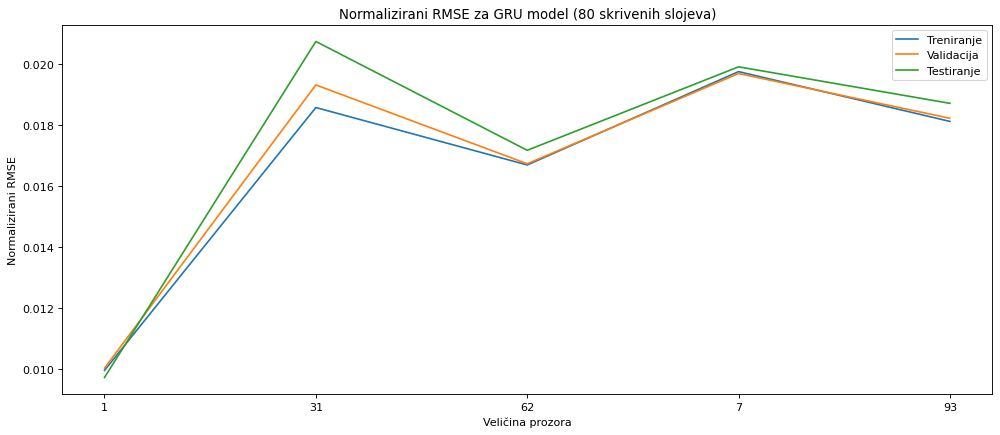 Normalizirani RMSE za GRU model (80 skrivenih slojeva)
Treniranje
Validacija
Testiranje
Normalizirani RMSE
0.020
0.018
0.016
0.014
0.012
0.010
1 31 62 7 93
Veličina prozora